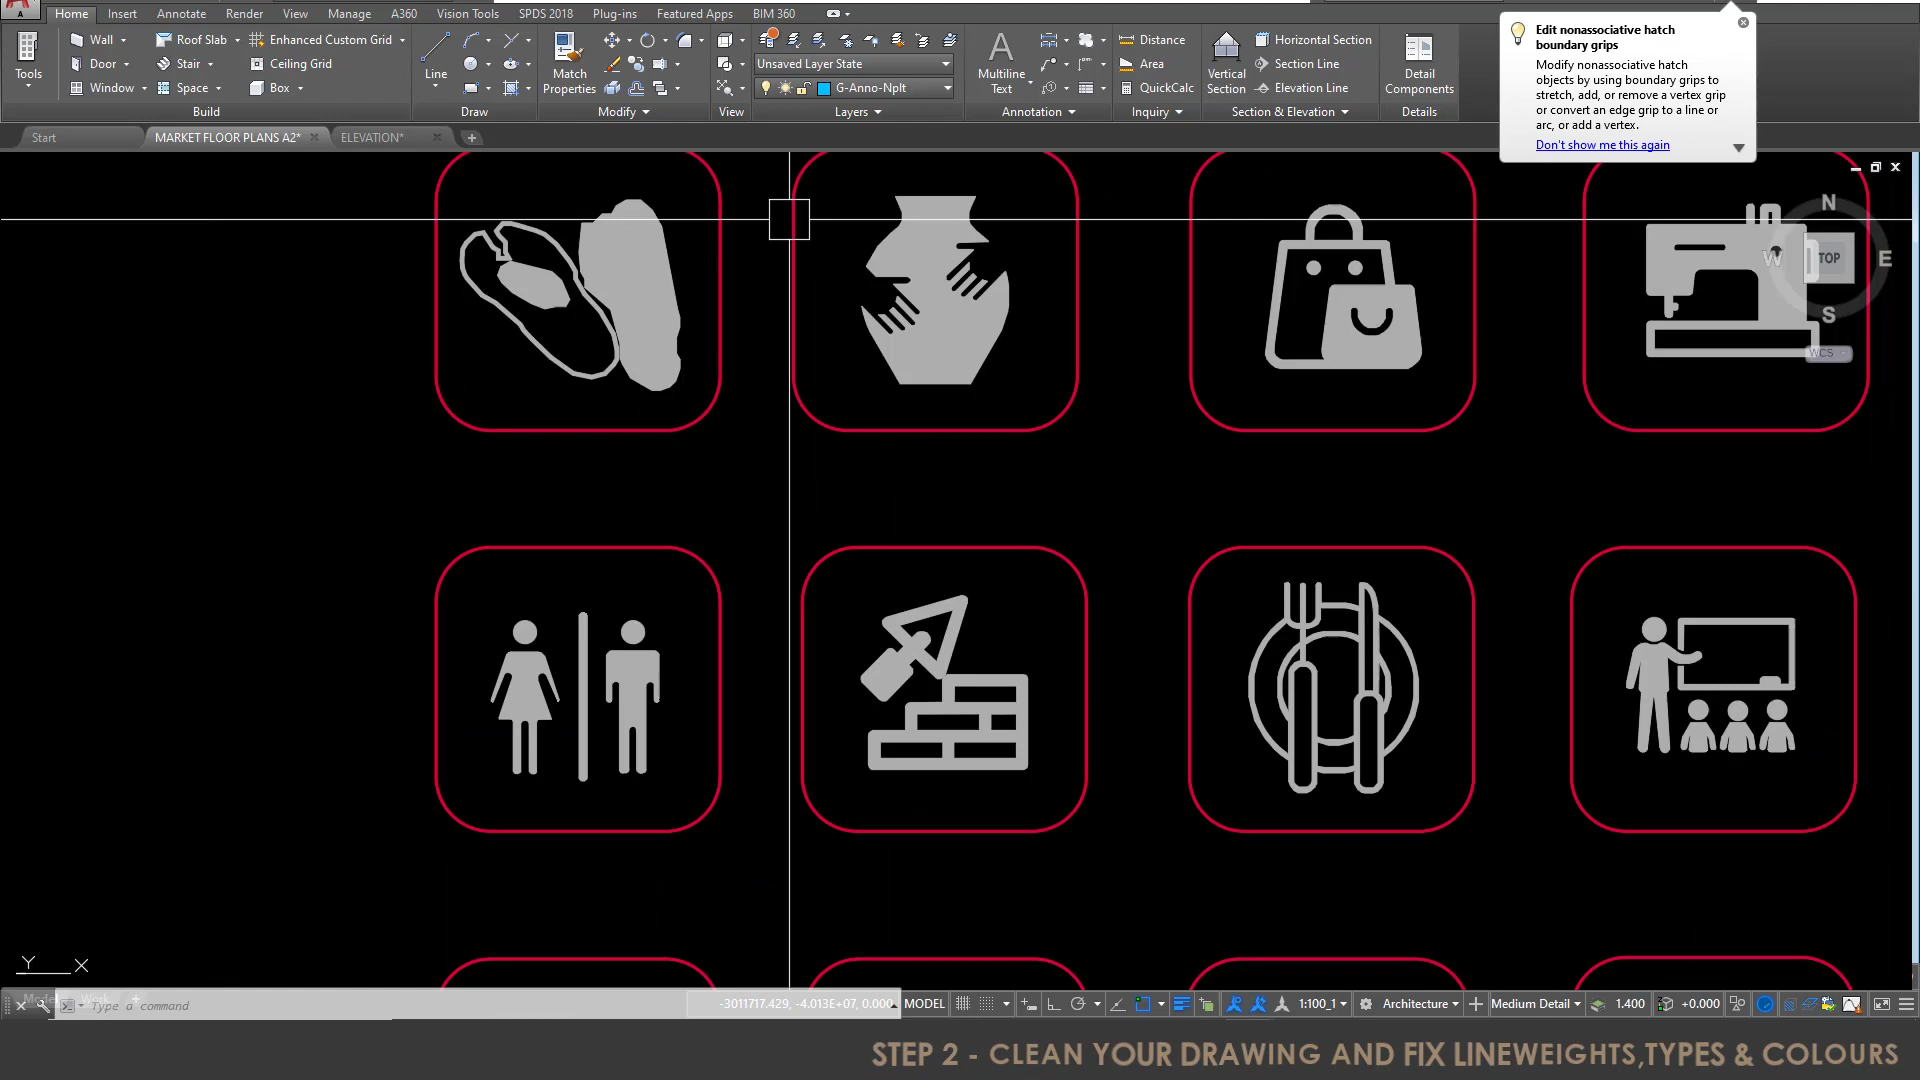 A
Home Insert Annotate Render View Manage A360 Vision Tools SPDS 2018 Plug-ins Featured Apps BIM 360
Tools
Wall Roof Slab Enhanced Custom Grid
Door Stair Ceiling Grid
Window Space Box
Build
Line
Draw
Match
Properties
Modify
View
Unsaved Layer State
G-Anno-Nplt
Layers
A
Multiline
Text
Annotation
Distance
Area
QuickCalc
Inquiry
Vertical
Section
Horizontal Section
Section Line
Elevation Line
Section & Elevation
Detail
Components
Details
Edit nonassociative hatch
boundary grips
Modify nonassociative hatch
objects by using boundary grips to
stretch, add, or remove a vertex grip
or convert an edge grip to a line or
arc, or add a vertex.
Don't show me this again
Start MARKET FLOOR PLANS A2* ELEVATION*
N
W TOP E
S
WCS
Y X
Model Work
Type a command
-3011717.429, -4.013E+07, 0.000 MODEL 1:100_1 Architecture Medium Detail 1.400 +0.000
STEP 2 - CLEAN YOUR DRAWING AND FIX LINEWEIGHTS,TYPES & COLOURS